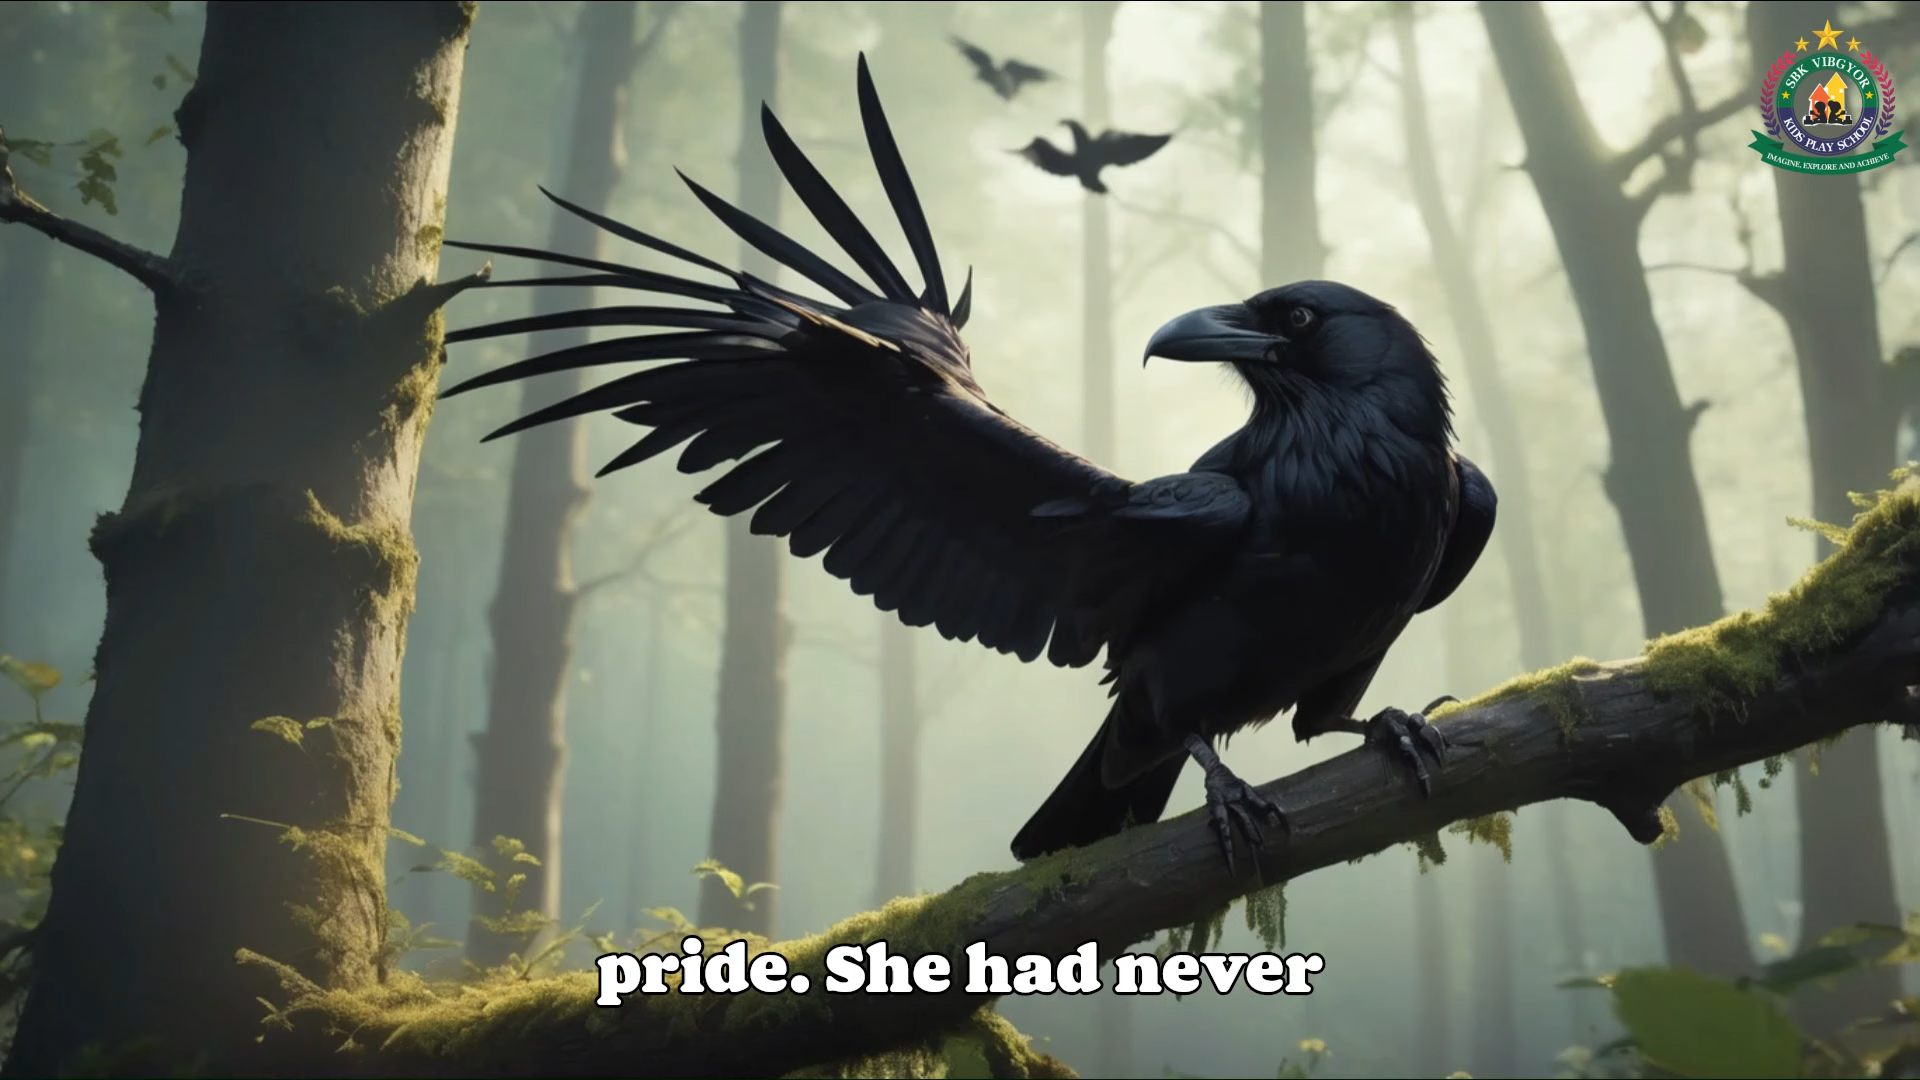 SBK VIBGYOR
KIDS PLAY SCHOOL
IMAGINE, EXPLORE AND ACHIEVE
pride. She had never